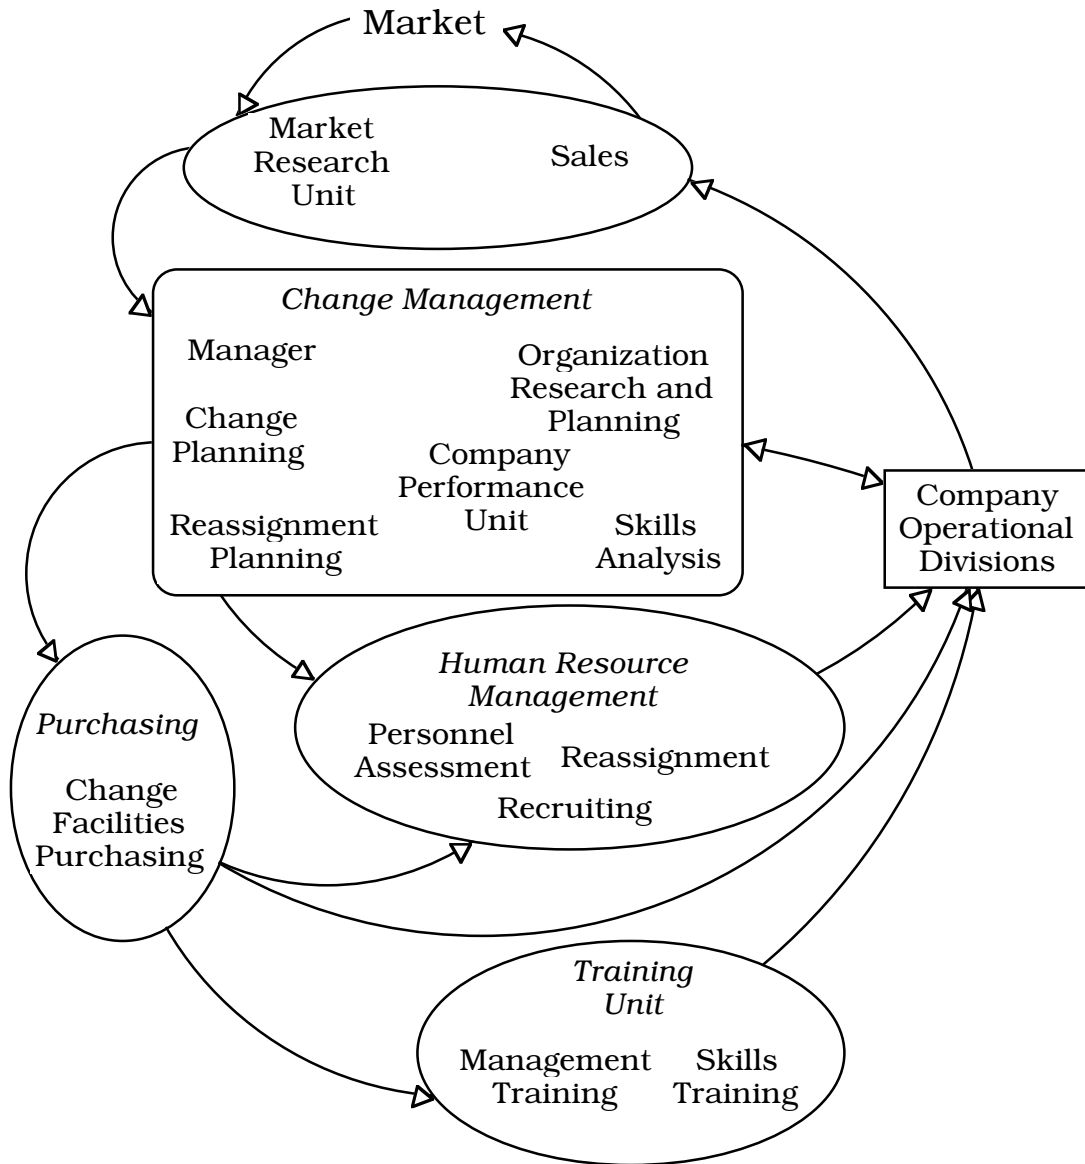 Market
Market
Research
Unit
Sales
Change Management
Manager
Organization
Research and
Planning
Change
Planning
Company
Performance
Unit
Reassignment
Planning
Skills
Analysis
Company
Operational
Divisions
Human Resource
Management
Personnel
Assessment
Reassignment
Recruiting
Purchasing
Change
Facilities
Purchasing
Training
Unit
Management
Training
Skills
Training